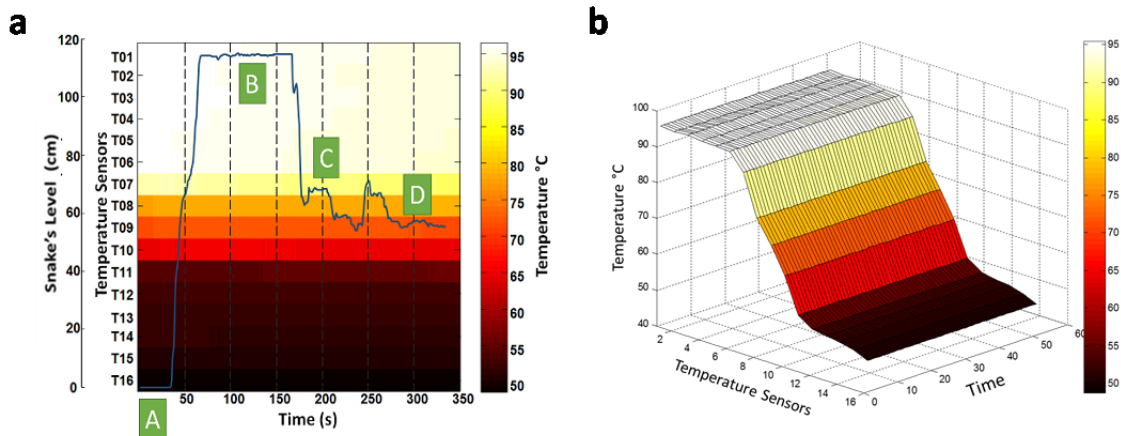 a
Snake's Level (cm)
120
100
80
60
40
20
0
Temperature Sensors
T01
T02
T03
T04
T05
T06
T07
T08
T09
T10
T11
T12
T13
T14
T15
T16
A
B
C
D
50
100
150
200
250
300
350
Time (s)
95
90
85
80
75
70
65
60
55
50
Temperature °C
b
Temperature °C
100
90
80
70
60
50
40
2
4
6
8
10
12
14
16
Temperature Sensors
0
10
20
30
40
50
60
Time
95
90
85
80
75
70
65
60
55
50